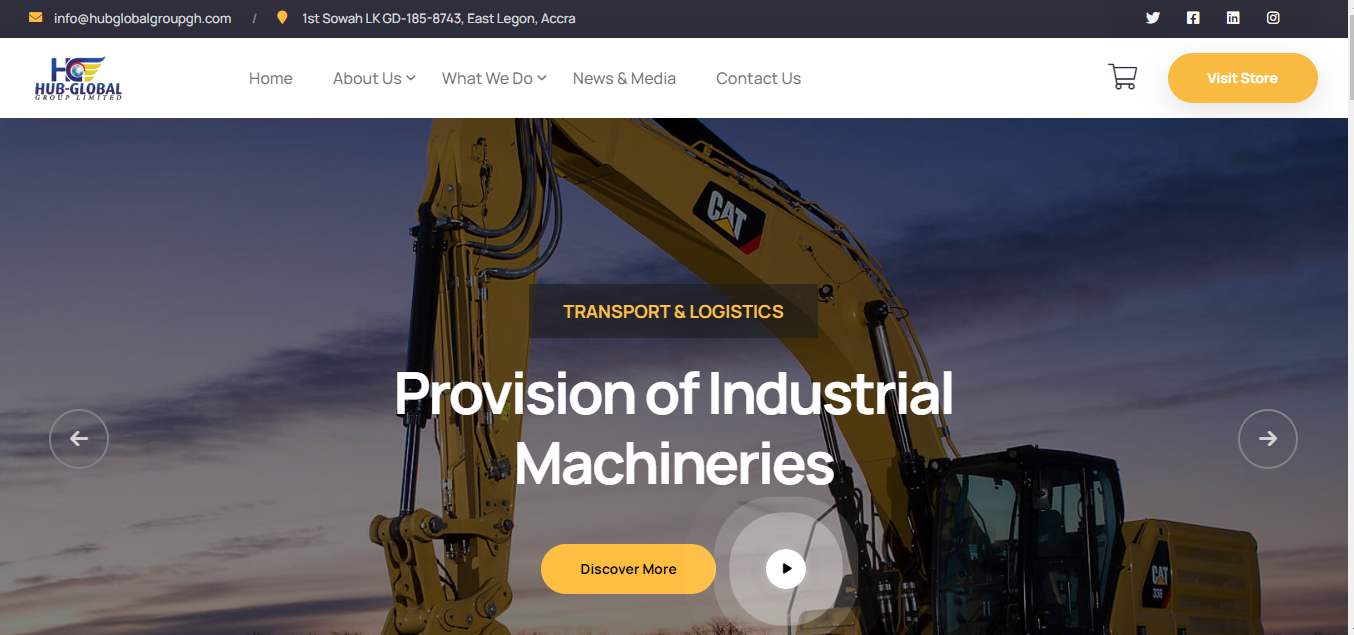 info@hubglobalgroupgh.com / 1st Sowah LK GD-185-8743, East Legon, Accra
HUB-GLOBAL
GROUP LIMITED
Home About Us What We Do News & Media Contact Us
Visit Store
CAT
TRANSPORT & LOGISTICS
Provision of Industrial
Machineries
Discover More
CAT
336